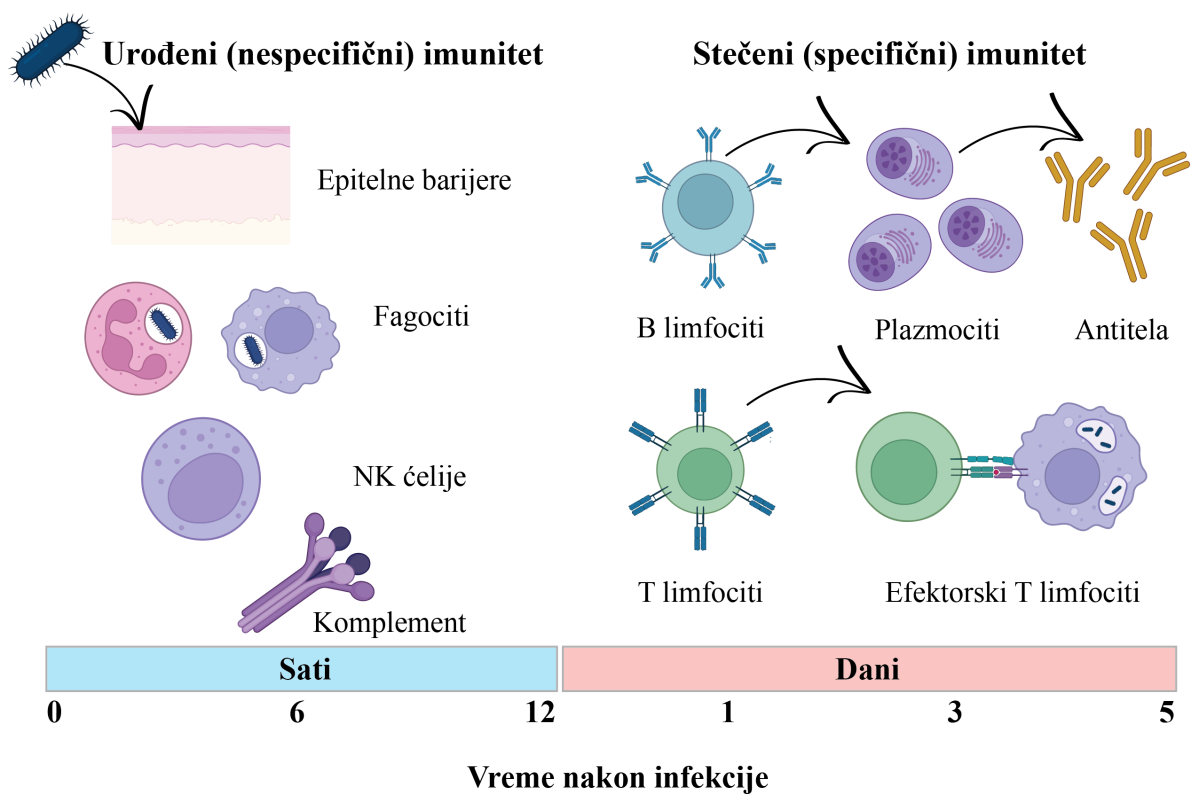 Urođeni (nespecifični) imunitet
Epitelne barijere
Fagociti
NK ćelije
Komplement
Stečeni (specifični) imunitet
B limfociti
Plazmociti
Antitela
T limfociti
Efektorski T limfociti
Sati
Dani
0
6
12
1
3
5
Vreme nakon infekcije